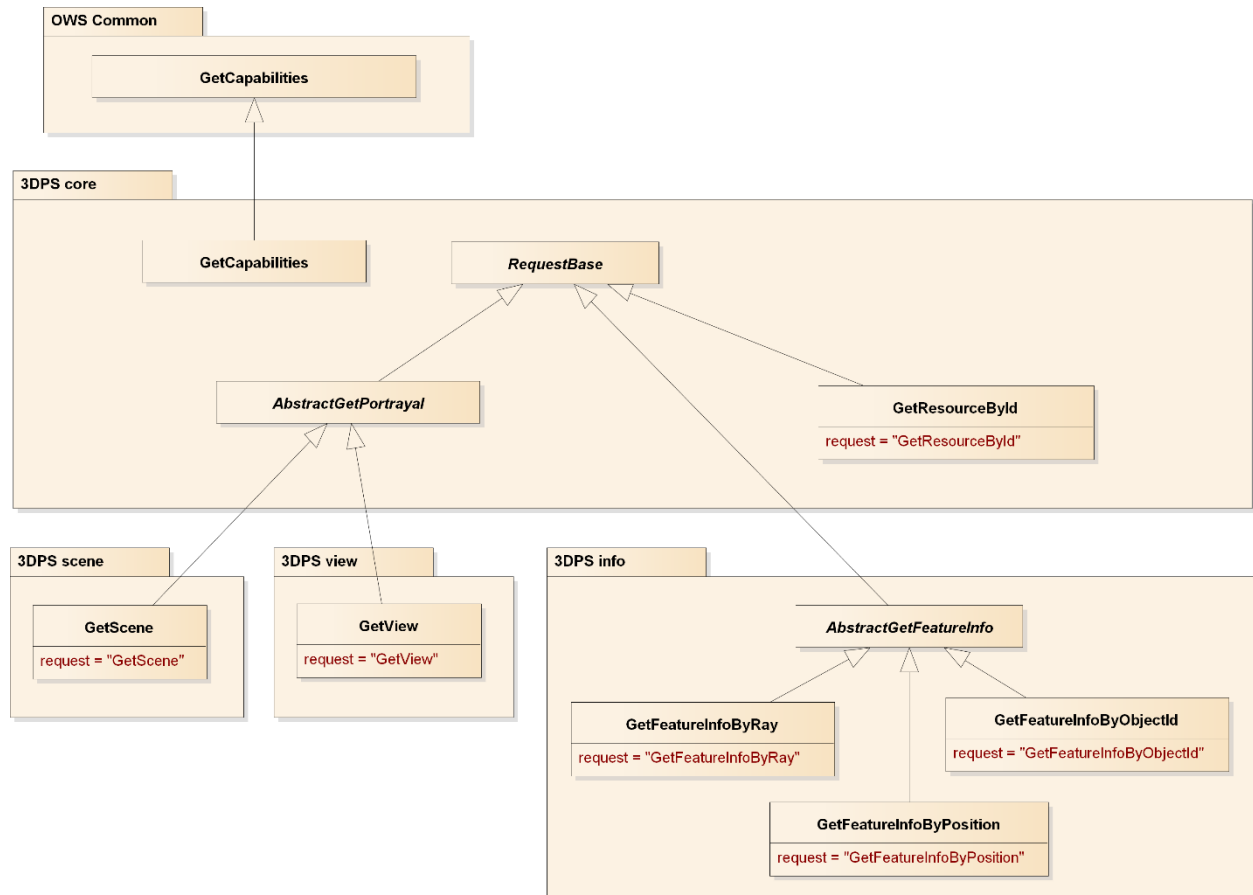 OWS Common
GetCapabilities
3DPS core
GetCapabilities
RequestBase
AbstractGetPortrayal
GetResourceById
request = "GetResourceById"
3DPS scene
GetScene
request = "GetScene"
3DPS view
GetView
request = "GetView"
3DPS info
AbstractGetFeatureInfo
GetFeatureInfoByRay
request = "GetFeatureInfoByRay"
GetFeatureInfoByObjectId
request = "GetFeatureInfoByObjectId"
GetFeatureInfoByPosition
request = "GetFeatureInfoByPosition"